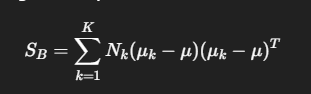 $$S_B = \sum_{k=1}^{K} N_k(\mu_k - \mu)(\mu_k - \mu)^T$$